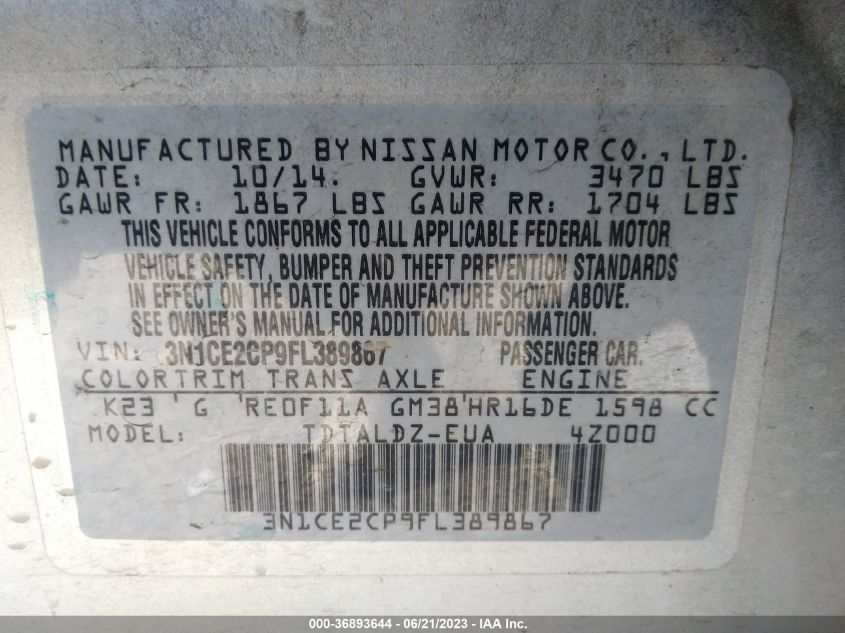 MANUFACTURED BY NISSAN MOTOR CO., LTD.
DATE: 10/14. GVWR: 3470 LBS
GAWR FR: 1867 LBS GAWR RR: 1704 LBS
THIS VEHICLE CONFORMS TO ALL APPLICABLE FEDERAL MOTOR
VEHICLE SAFETY, BUMPER AND THEFT PREVENTION STANDARDS
IN EFFECT ON THE DATE OF MANUFACTURE SHOWN ABOVE.
SEE OWNER'S MANUAL FOR ADDITIONAL INFORMATION.
VIN: 3N1CE2CP9FL389867 PASSENGER CAR.
COLORTRIM TRANS AXLE ENGINE
K23 'G 'RE0F11A GM38'HR16DE 1598 CC
MODEL: TDTALDZ-EUA 4Z000
3N1CE2CP9FL389867
000-36893644 - 06/21/2023 - IAA Inc.